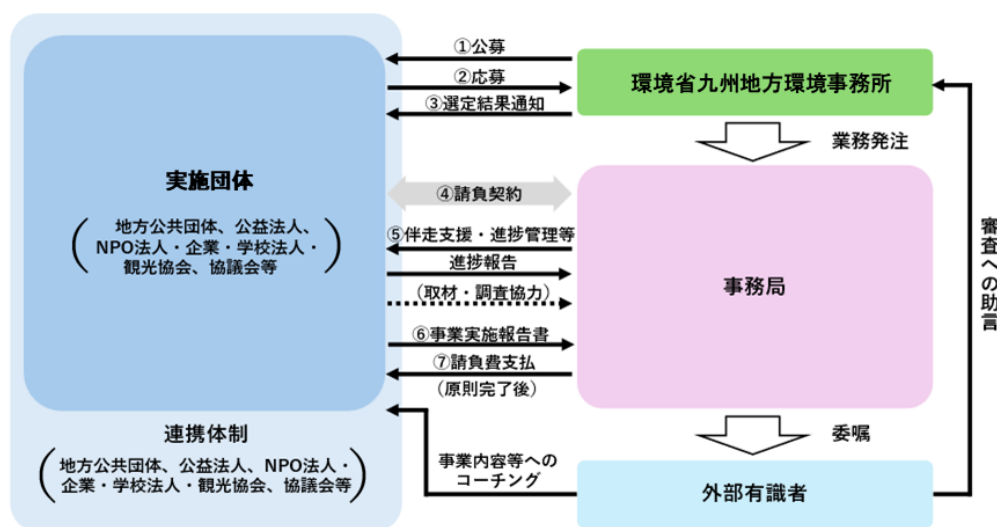 ①公募
②応募
③選定結果通知
環境省九州地方環境事務所
業務発注
実施団体
地方公共団体、公益法人、
NPO法人・企業・学校法人・
観光協会、協議会等
④請負契約
⑤伴走支援・進捗管理等
進捗報告
（取材・調査協力）
⑥事業実施報告書
⑦請負費支払
（原則完了後）
事務局
審査への助言
委嘱
連携体制
地方公共団体、公益法人、NPO法人・
企業・学校法人・観光協会、協議会等
事業内容等への
コーチング
外部有識者